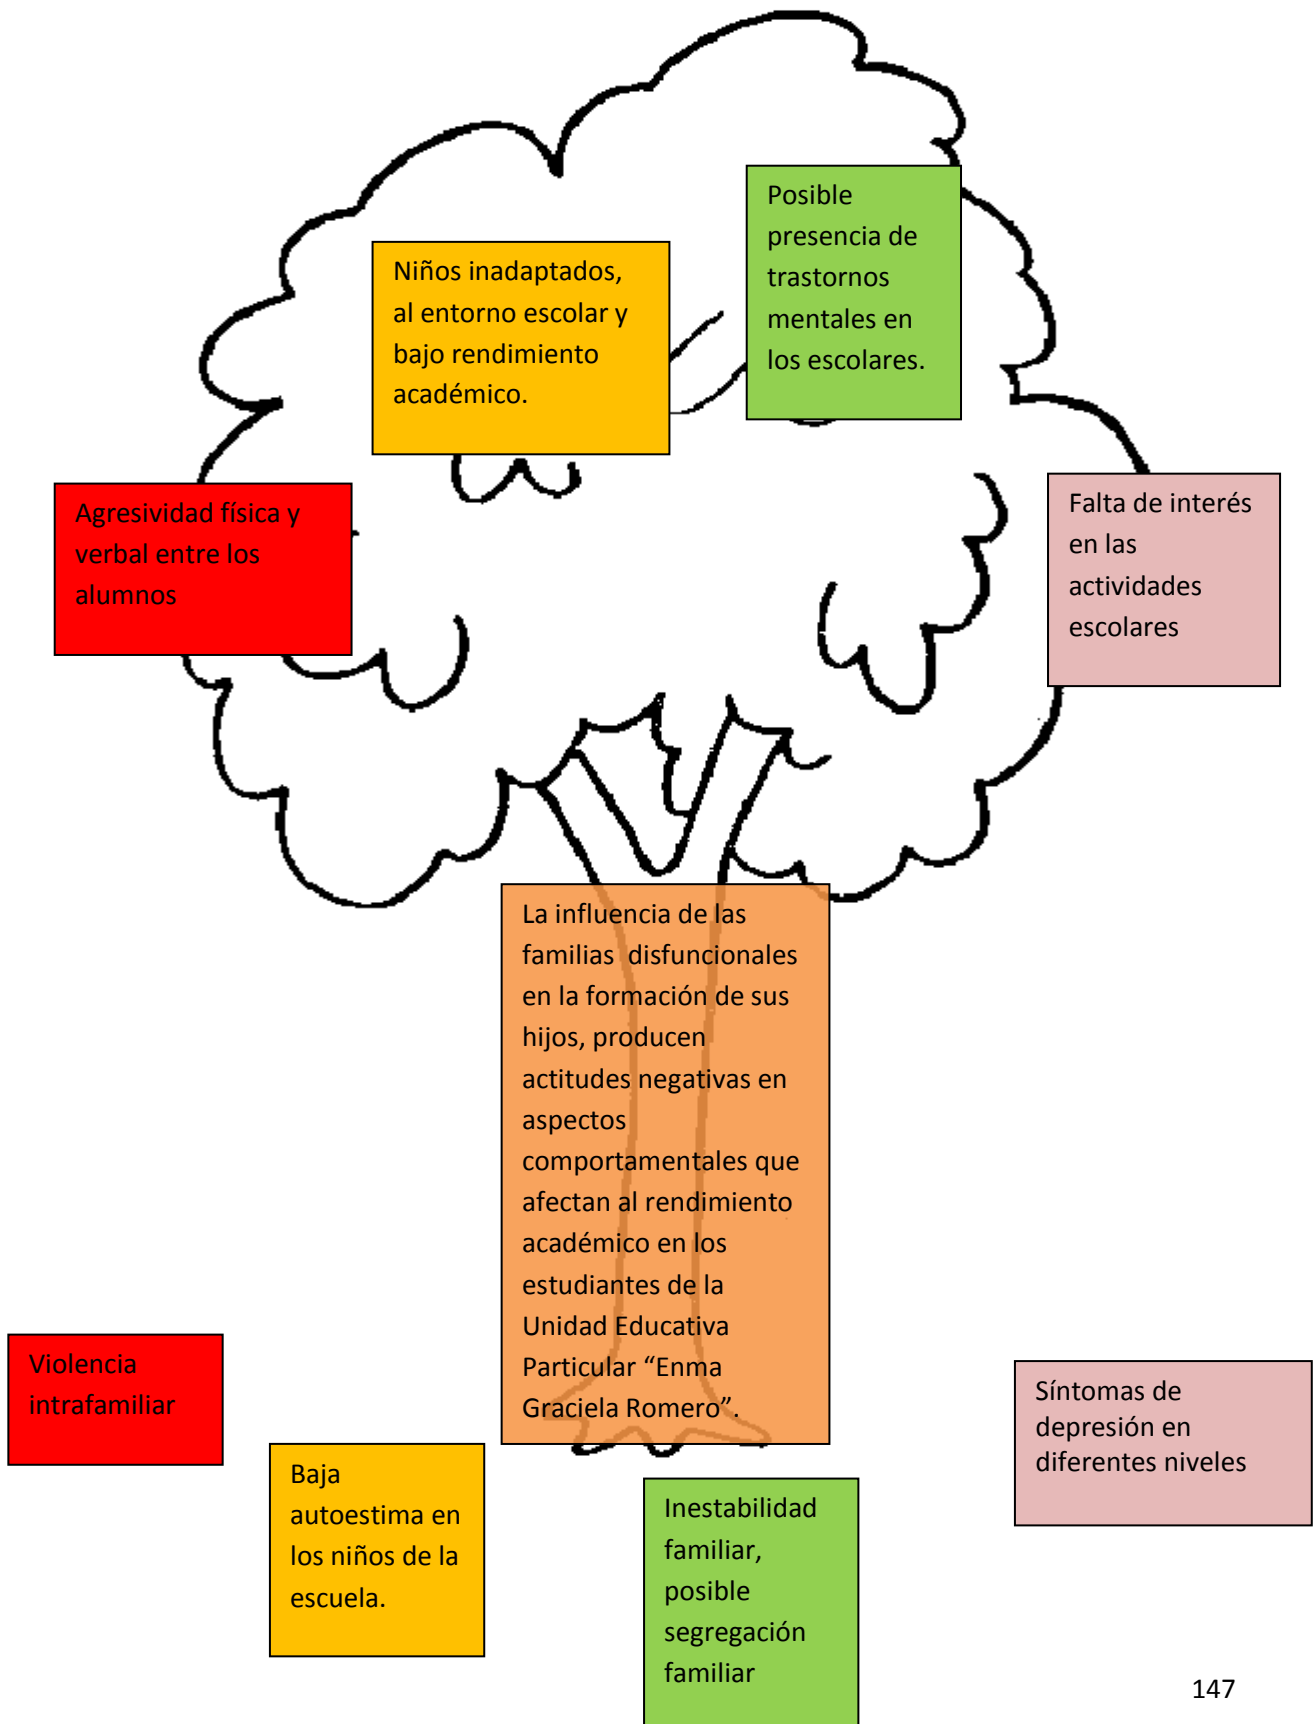 Posible
presencia de
trastornos
mentales en
los escolares.
Niños inadaptados,
al entorno escolar y
bajo rendimiento
académico.
Agresividad física y
verbal entre los
alumnos
Falta de interés
en las
actividades
escolares
La influencia de las
familias disfuncionales
en la formación de sus
hijos, producen
actitudes negativas en
aspectos
comportamentales que
afectan al rendimiento
académico en los
estudiantes de la
Unidad Educativa
Particular “Enma
Graciela Romero”.
Violencia
intrafamiliar
Síntomas de
depresión en
diferentes niveles
Baja
autoestima en
los niños de la
escuela.
Inestabilidad
familiar,
posible
segregación
familiar
147